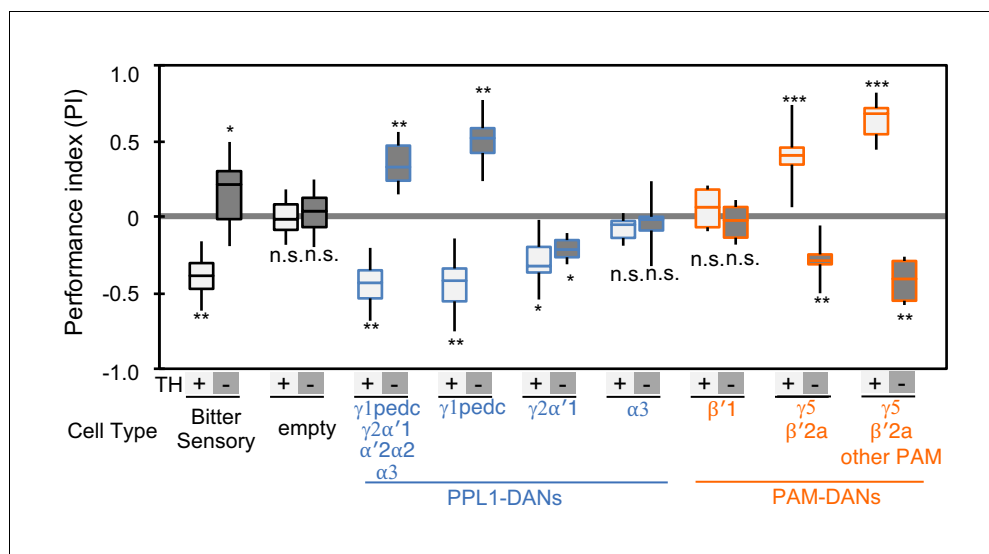 Performance index (PI)
1.0
0.5
0
-0.5
-1.0
* ** ** *** ***
** n.s. n.s. ** ** * * n.s. n.s. n.s. n.s. ** **
TH + - + - + - + - + - + - + - + - + -
Cell Type
Bitter
Sensory
empty
γ1pedc
γ2α′1
α′2α2
α3
γ1pedc
γ2α′1
α3
β′1
γ5
β′2a
γ5
β′2a
other PAM
PPL1-DANs
PAM-DANs